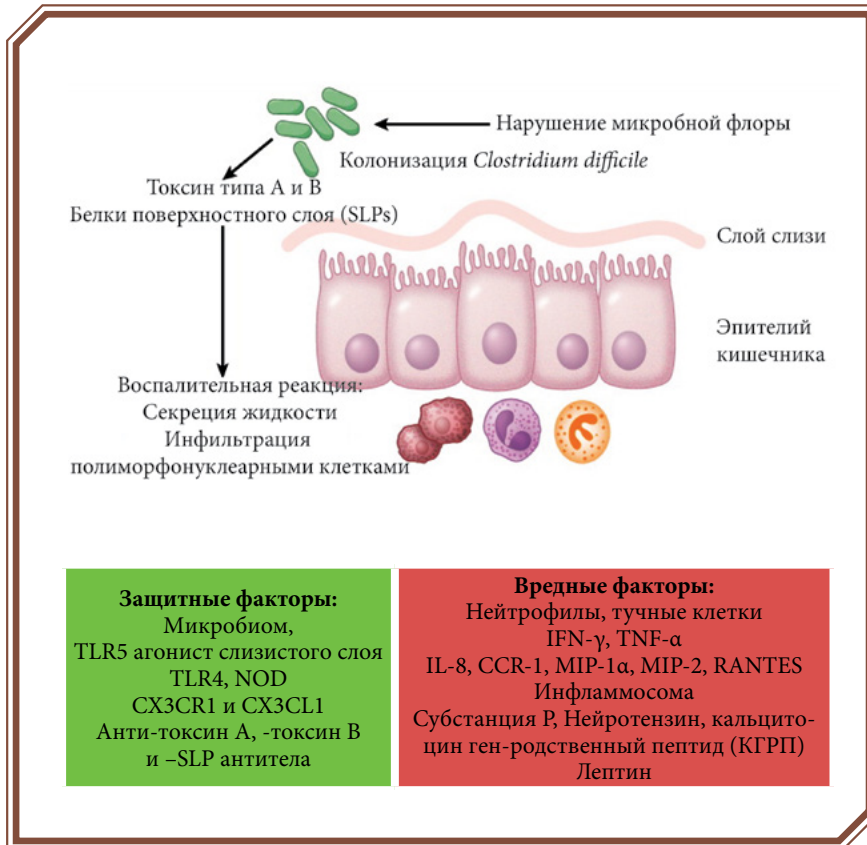 Нарушение микробной флоры
Колонизация Clostridium difficile
Токсин типа А и В
Белки поверхностного слоя (SLPs)
Слой слизи
Эпителий
кишечника
Воспалительная реакция:
Секреция жидкости
Инфильтрация
полиморфонуклеарными клетками
Защитные факторы:
Микробиом,
TLR5 агонист слизистого слоя
TLR4, NOD
CX3CR1 и CX3CL1
Анти-токсин А, -токсин В
и –SLP антитела
Вредные факторы:
Нейтрофилы, тучные клетки
IFN-γ, TNF-α
IL-8, CCR-1, MIP-1α, MIP-2, RANTES
Инфламмосома
Субстанция Р, Нейротензин, кальцито-
цин ген-родственный пептид (КГРП)
Лептин